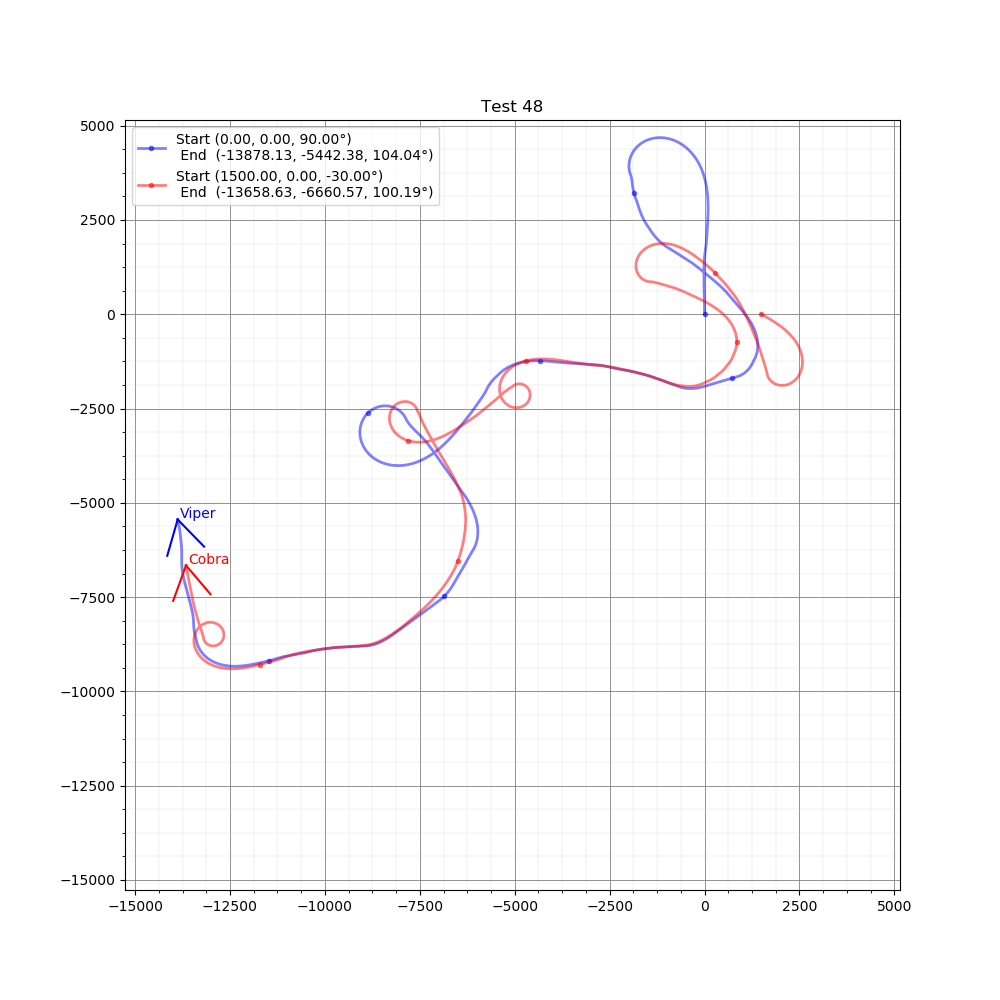 Test 48
Start (0.00, 0.00, 90.00°)
End  (-13878.13, -5442.38, 104.04°)
Start (1500.00, 0.00, -30.00°)
End  (-13658.63, -6660.57, 100.19°)
5000
2500
0
−2500
−5000
−7500
−10000
−12500
−15000
Viper
Cobra
−15000 −12500 −10000 −7500 −5000 −2500 0 2500 5000